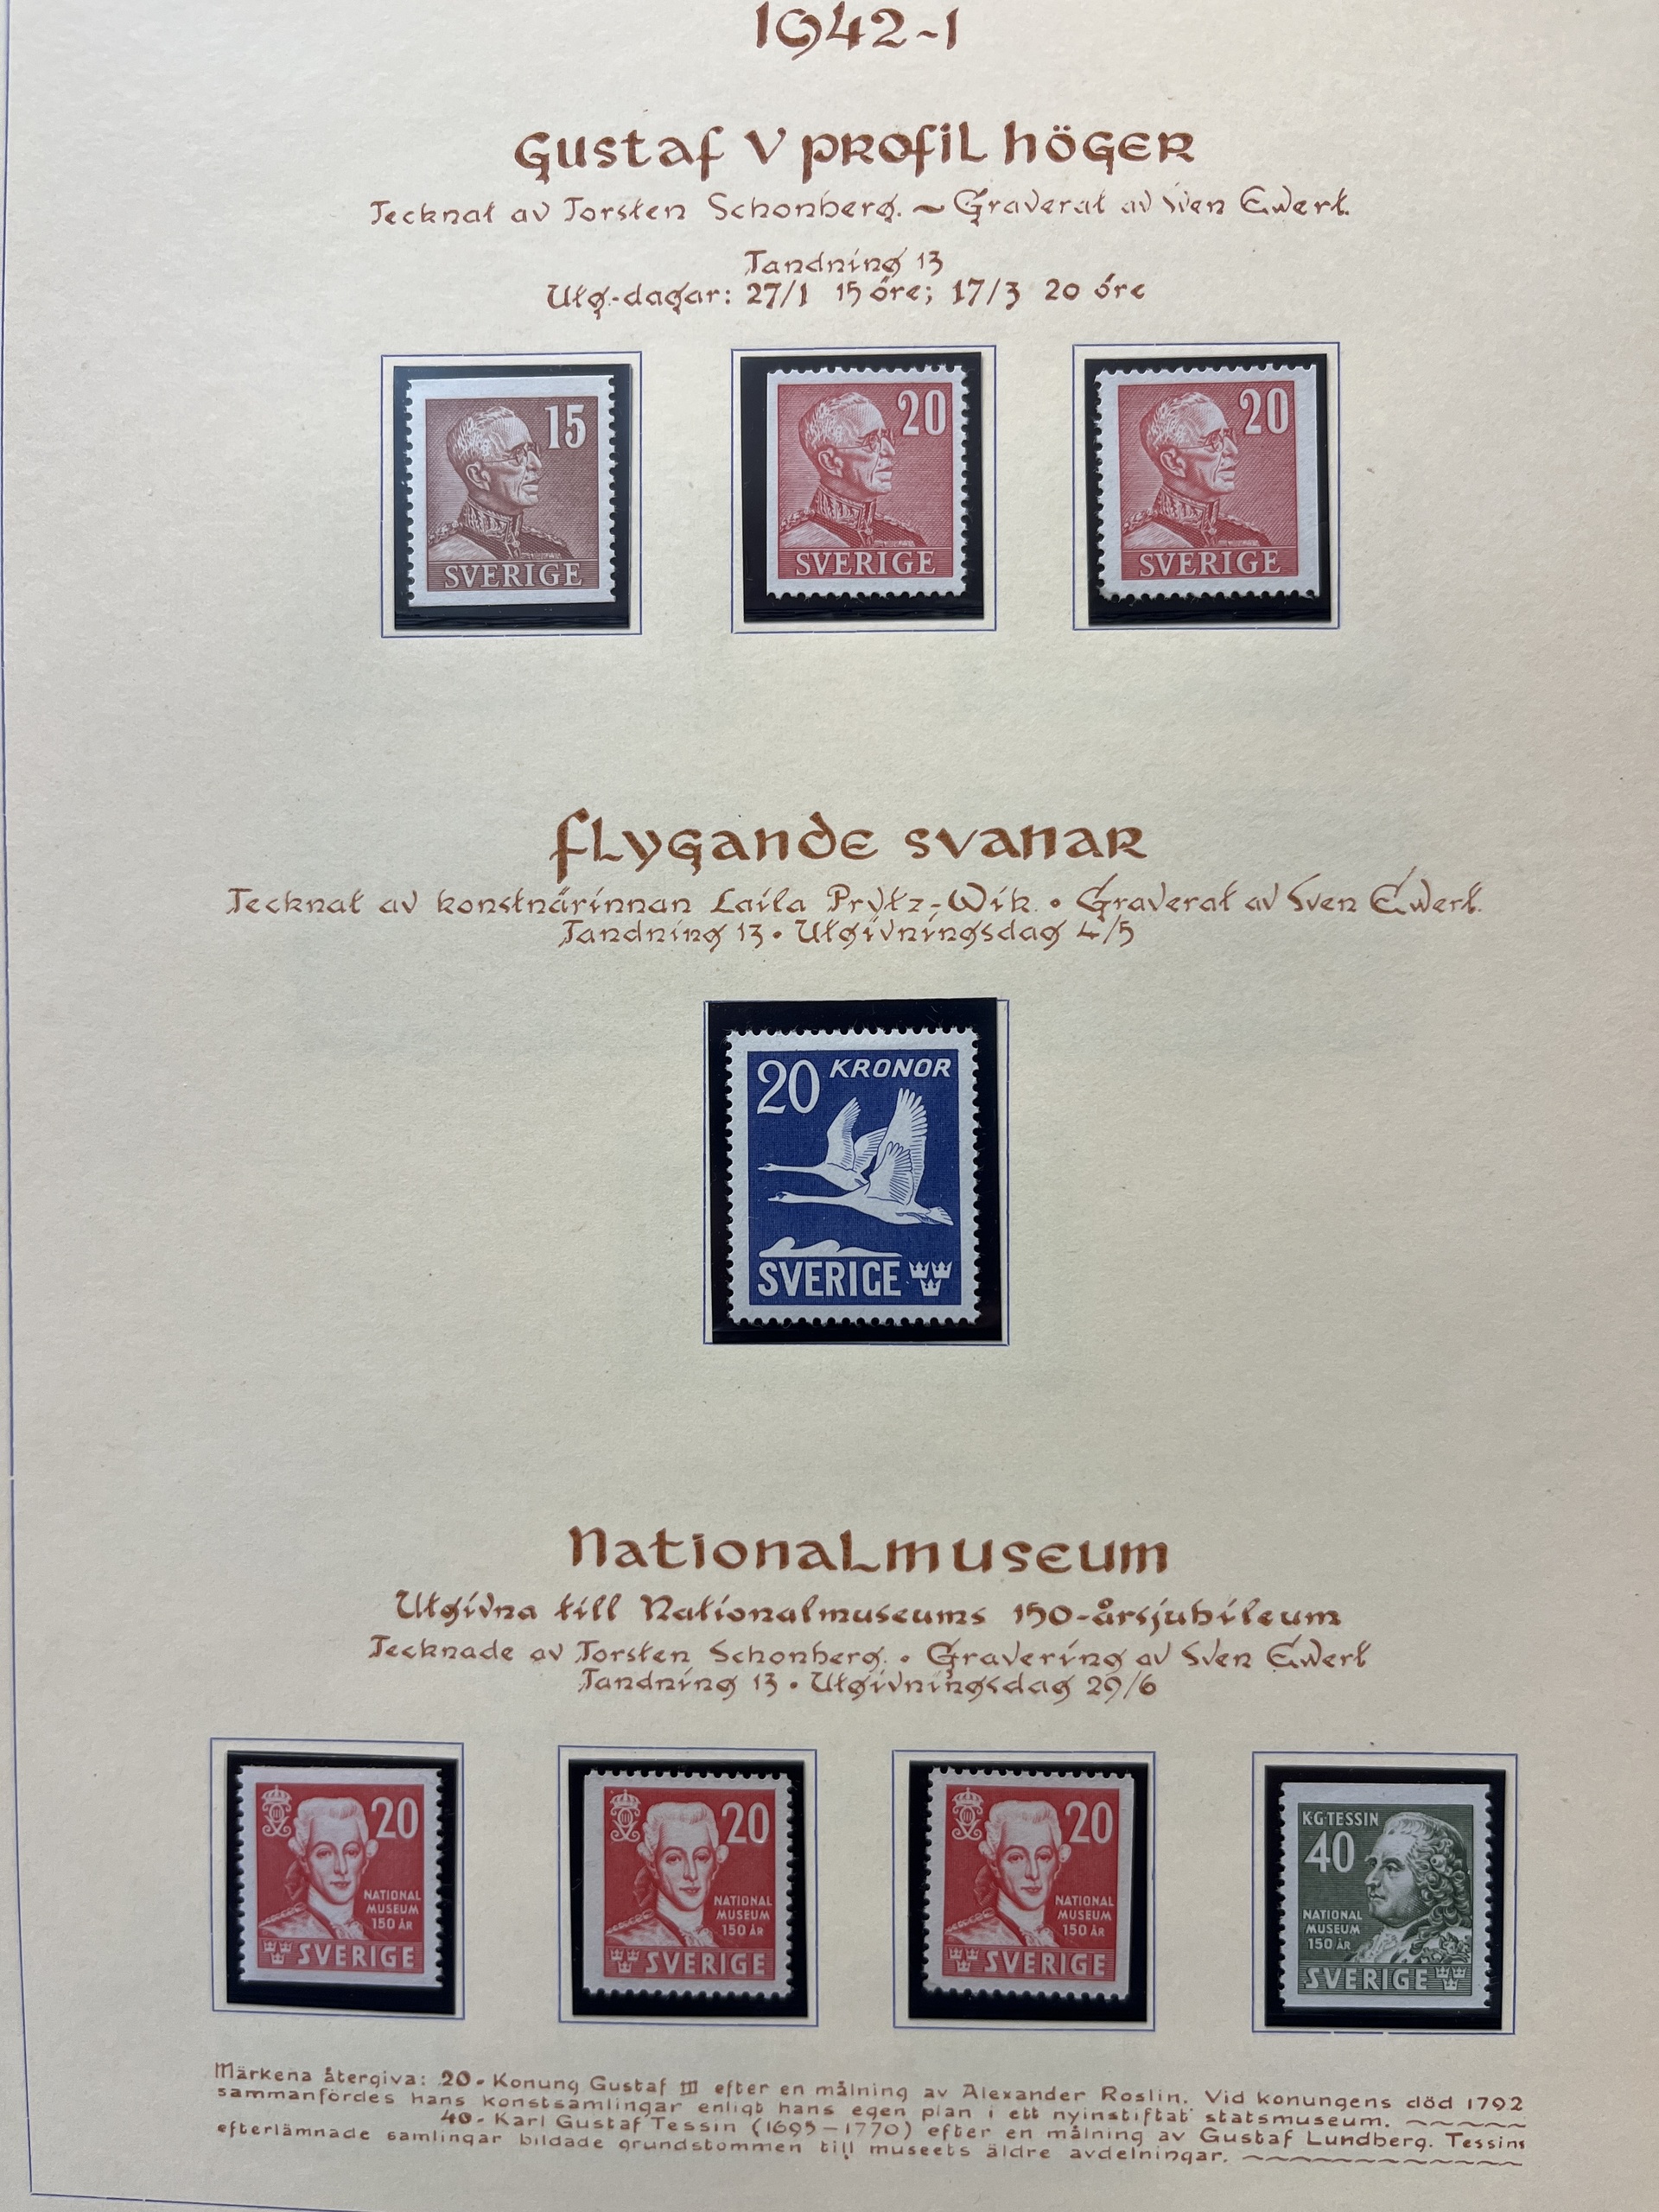 1942-1
Gustaf V profil höger
Tecknat av Torsten Schonberg. ~ Graverat av Sven Ewert.
Tandning 13
Utg.-dagar: 27/1 15 öre; 17/3 20 öre
15
SVERIGE
20
SVERIGE
20
SVERIGE
flygande svanar
Tecknat av konstnärinnan Laila Prytz-Wik. • Graverat av Sven Ewert.
Tandning 13 • Utgivningsdag 4/5
20 KRONOR
SVERIGE
Nationalmuseum
Utgivna till Nationalmuseums 150-årsjubileum
Tecknade av Torsten Schonberg. • Gravering av Sven Ewert
Tandning 13 • Utgivningsdag 29/6
20
NATIONAL
MUSEUM
150 ÅR
SVERIGE
20
NATIONAL
MUSEUM
150 ÅR
SVERIGE
20
NATIONAL
MUSEUM
150 ÅR
SVERIGE
K·G·TESSIN
40
NATIONAL
MUSEUM
150 ÅR
SVERIGE
Märkena återgiva: 20 - Konung Gustaf III efter en målning av Alexander Roslin. Vid konungens död 1792
sammanfördes hans konstsamlingar enligt hans egen plan i ett nyinstiftat statsmuseum. ~~~~~
40 - Karl Gustaf Tessin (1695-1770) efter en målning av Gustaf Lundberg. Tessins
efterlämnade samlingar bildade grundstommen till museets äldre avdelningar. ~~~~~~~~~~~~